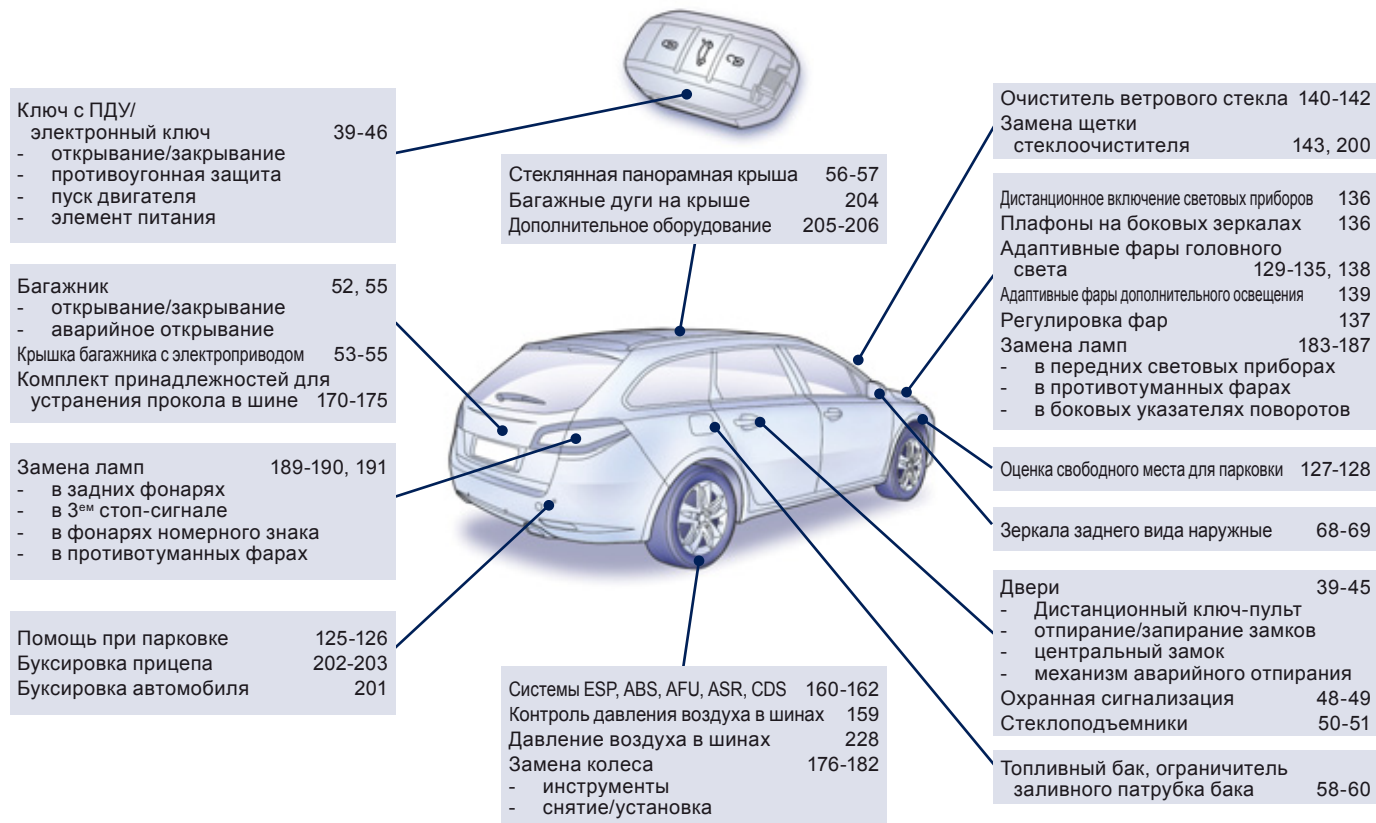 Ключ с ПДУ/
электронный ключ 39-46
- открывание/закрывание
- противоугонная защита
- пуск двигателя
- элемент питания
Багажник 52, 55
- открывание/закрывание
- аварийное открывание
Крышка багажника с электроприводом 53-55
Комплект принадлежностей для
устранения прокола в шине 170-175
Замена ламп 189-190, 191
- в задних фонарях
- в 3ем стоп-сигнале
- в фонарях номерного знака
- в противотуманных фарах
Помощь при парковке 125-126
Буксировка прицепа 202-203
Буксировка автомобиля 201
Стеклянная панорамная крыша 56-57
Багажные дуги на крыше 204
Дополнительное оборудование 205-206
Системы ESP, ABS, AFU, ASR, CDS 160-162
Контроль давления воздуха в шинах 159
Давление воздуха в шинах 228
Замена колеса 176-182
- инструменты
- снятие/установка
Очиститель ветрового стекла 140-142
Замена щетки
стеклоочистителя 143, 200
Дистанционное включение световых приборов 136
Плафоны на боковых зеркалах 136
Адаптивные фары головного
света 129-135, 138
Адаптивные фары дополнительного освещения 139
Регулировка фар 137
Замена ламп 183-187
- в передних световых приборах
- в противотуманных фарах
- в боковых указателях поворотов
Оценка свободного места для парковки 127-128
Зеркала заднего вида наружные 68-69
Двери 39-45
- Дистанционный ключ-пульт
- отпирание/запирание замков
- центральный замок
- механизм аварийного отпирания
Охранная сигнализация 48-49
Стеклоподъемники 50-51
Топливный бак, ограничитель
заливного патрубка бака 58-60